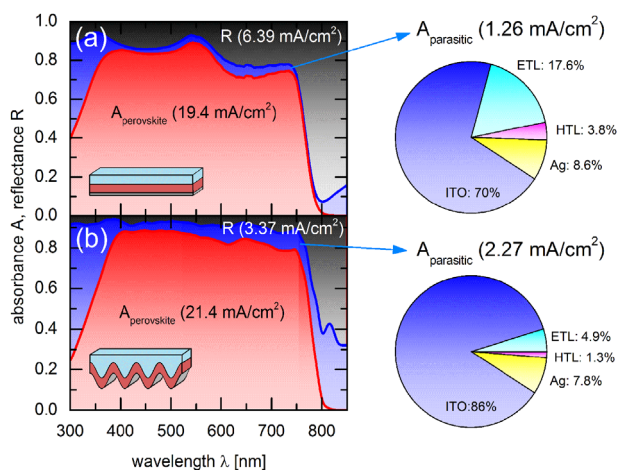 (a)
R (6.39 mA/cm²)
A perovskite (19.4 mA/cm²)
A parasitic (1.26 mA/cm²)
ETL: 17.6%
HTL: 3.8%
Ag: 8.6%
ITO: 70%
1.0
0.8
0.6
0.4
0.2
0.0
absorbance A, reflectance R
(b)
R (3.37 mA/cm²)
A perovskite (21.4 mA/cm²)
A parasitic (2.27 mA/cm²)
ETL: 4.9%
HTL: 1.3%
Ag: 7.8%
ITO:86%
0.8
0.6
0.4
0.2
0.0
300 400 500 600 700 800
wavelength λ [nm]